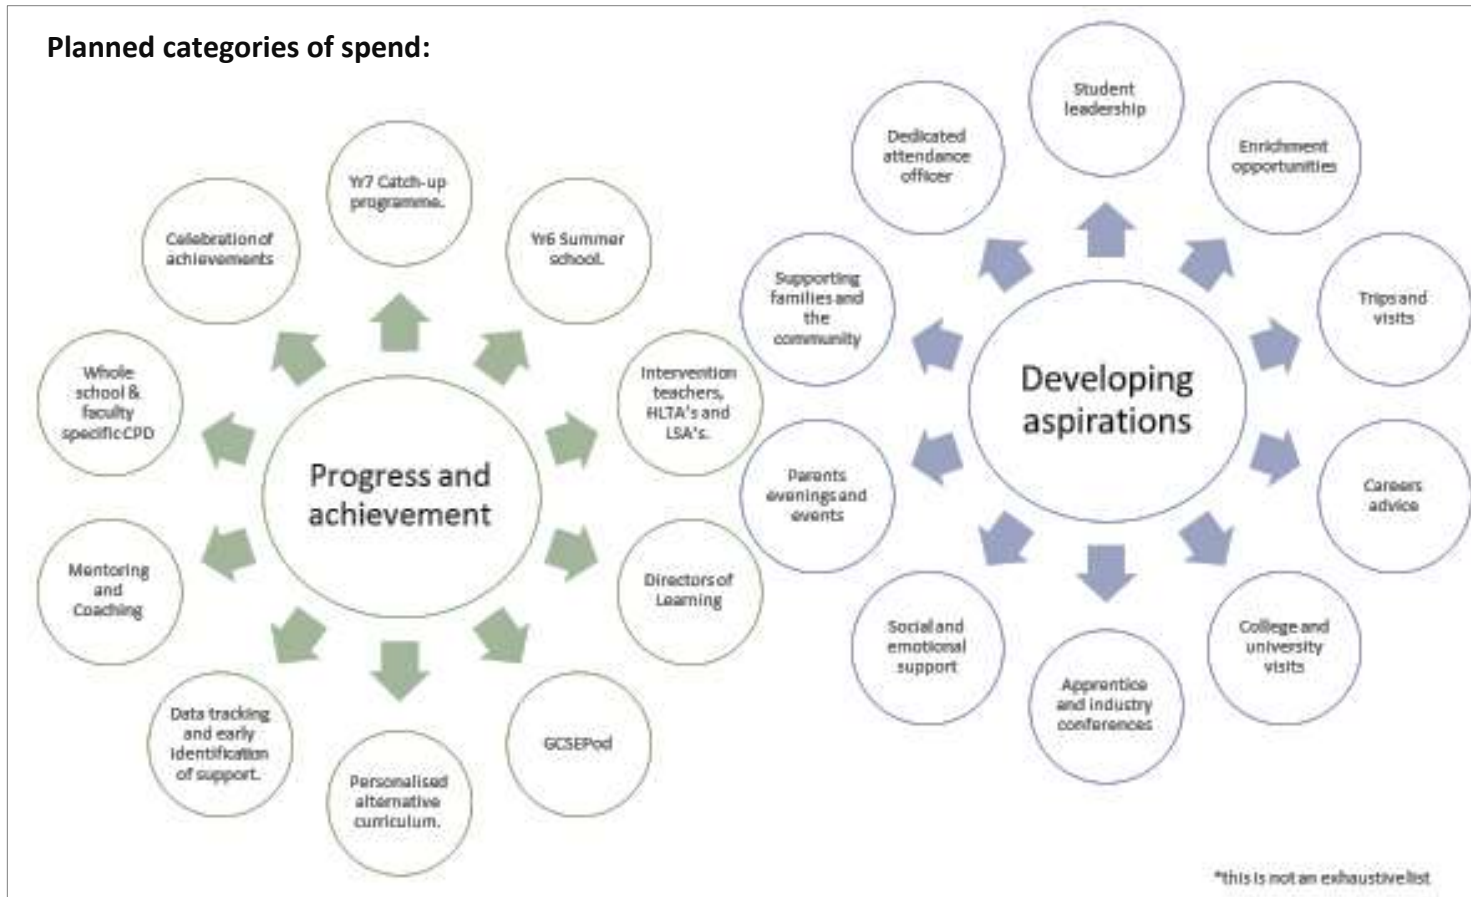 Planned categories of spend:
Progress and
achievement
Yr7 Catch-up
programme.
Yr6 Summer
school.
Intervention
teachers,
HLTA's and
LSA's.
Directors of
Learning
GCSEPod
Personalised
alternative
curriculum.
Data tracking
and early
identification
of support.
Mentoring
and
Coaching
Whole
school &
faculty
specific CPD
Celebration of
achievements
Developing
aspirations
Student
leadership
Enrichment
opportunities
Trips and
visits
Careers
advice
College and
university
visits
Apprentice
and industry
conferences
Social and
emotional
support
Parents
evenings and
events
Supporting
families and
the
community
Dedicated
attendance
officer
*this is not an exhaustive list